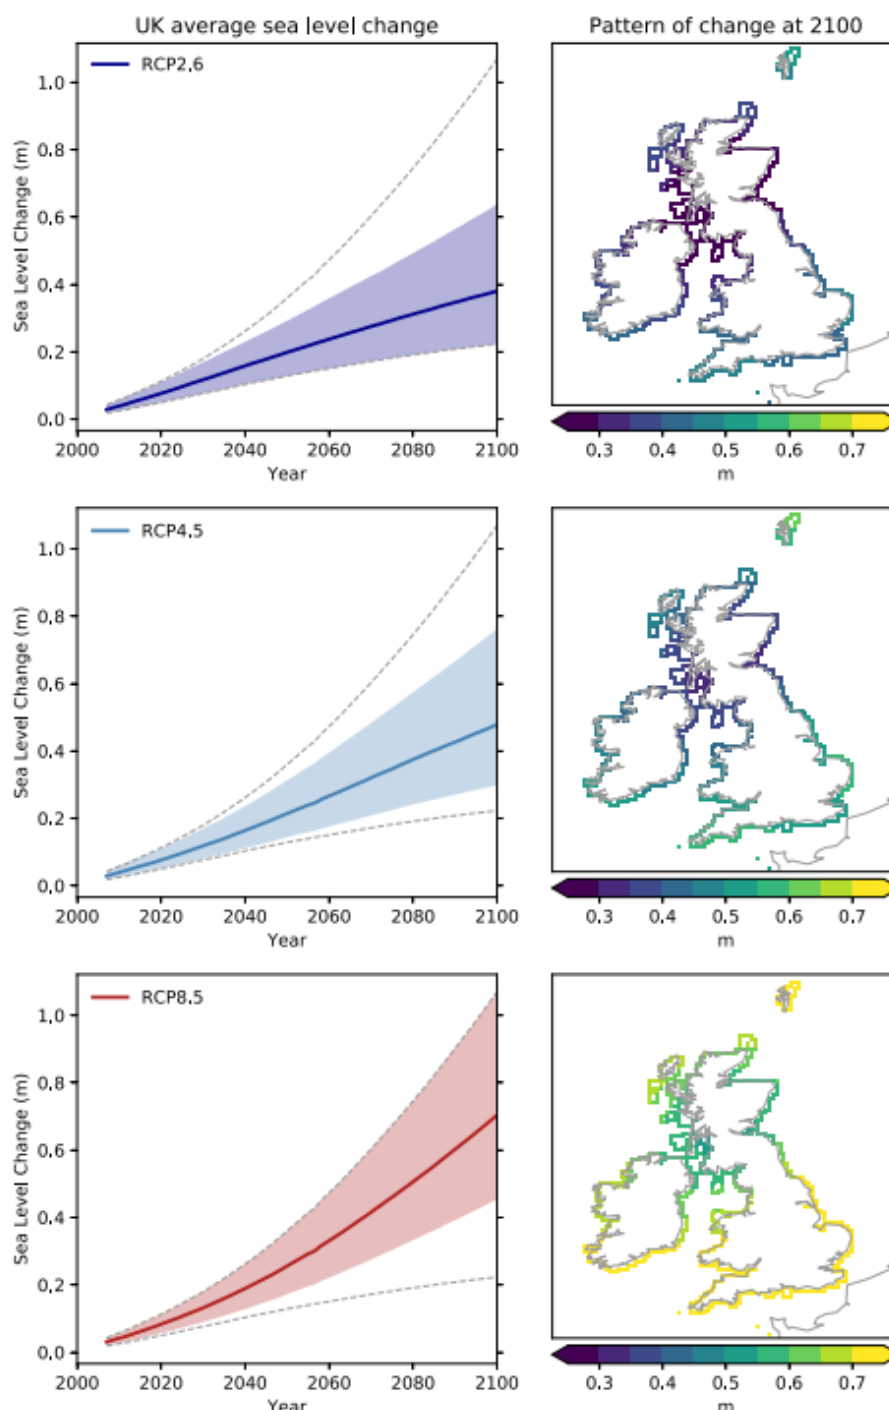 UK average sea level change
Pattern of change at 2100
RCP2.6
1.0
0.8
0.6
0.4
0.2
0.0
Sea Level Change (m)
2000 2020 2040 2060 2080 2100
Year
0.3 0.4 0.5 0.6 0.7
m
RCP4.5
1.0
0.8
0.6
0.4
0.2
0.0
Sea Level Change (m)
2000 2020 2040 2060 2080 2100
Year
0.3 0.4 0.5 0.6 0.7
m
RCP8.5
1.0
0.8
0.6
0.4
0.2
0.0
Sea Level Change (m)
2000 2020 2040 2060 2080 2100
Year
0.3 0.4 0.5 0.6 0.7
m